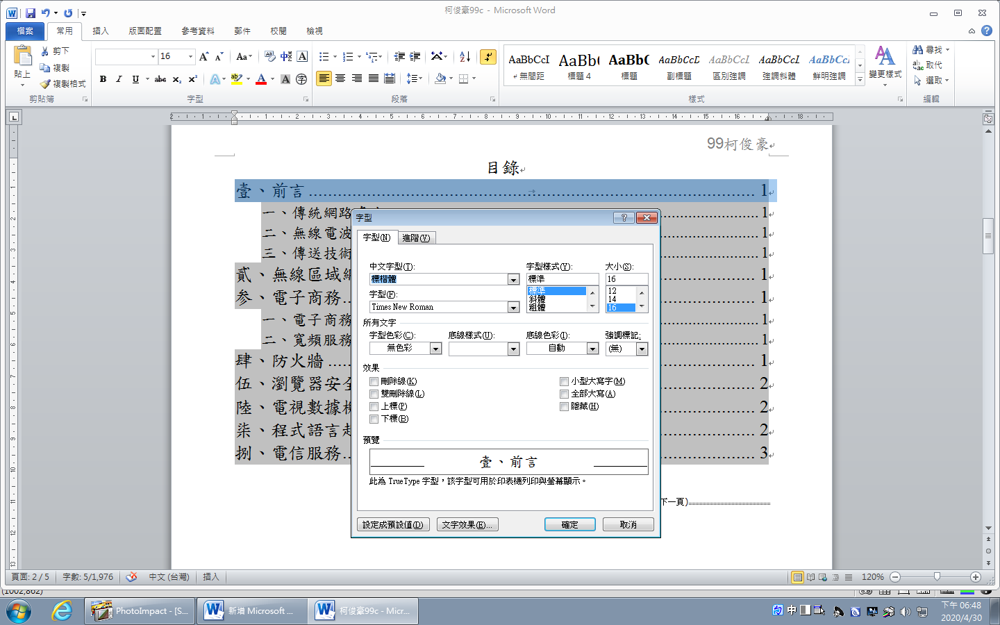 柯俊豪99c - Microsoft Word
檔案 常用 插入 版面配置 參考資料 郵件 校閱 檢視
貼上 剪下 複製 複製格式 剪貼簿
16 Aa 中文 A
B I U abc x₂ x² A ab A A 字
字型
段落
AaBbCcI AaBbC AaBbC AaBbCcD AaBbCcL AaBbCcL AaBbCcI
無間距 標題 4 標題 副標題 區別強調 強調斜體 鮮明強調
變更樣式
樣式
尋找
取代
選取
編輯
99柯俊豪
目錄
壹、前言 1
一、傳統網路 1
二、無線電波 1
三、傳送技術 1
貳、無線區域網 1
參、電子商務 1
一、電子商務 1
二、寬頻服務 1
肆、防火牆 1
伍、瀏覽器安全 2
陸、電視數據機 2
柒、程式語言 2
捌、電信服務 3
下一頁)
字型
字型(N) 進階(V)
中文字型(T): 字型樣式(Y): 大小(S):
標楷體 標準 16
字型(F): 標準 12
斜體 14
Times New Roman 粗體 16
所有文字
字型色彩(C): 底線樣式(U): 底線色彩(I): 強調標記:
無色彩 自動 (無)
效果
刪除線(K) 小型大寫字(M)
雙刪除線(L) 全部大寫(A)
上標(P) 隱藏(H)
下標(B)
預覽
壹、前言
此為 TrueType 字型，該字型可用於印表機列印與螢幕顯示。
設定成預設值(D) 文字效果(E)... 確定 取消
頁面: 2 / 5 字數: 5/1,976 中文 (台灣) 插入 120%
(1002,862)
PhotoImpact - [S... 新增 Microsoft ... 柯俊豪99c - Micr... 中 下午 06:48
2020/4/30